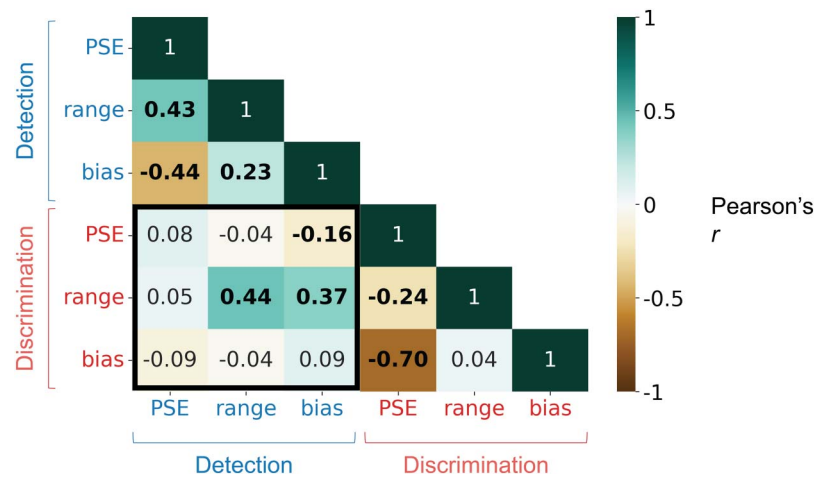 Detection
PSE 1
range 0.43 1
bias -0.44 0.23 1
Discrimination
PSE 0.08 -0.04 -0.16 1
range 0.05 0.44 0.37 -0.24 1
bias -0.09 -0.04 0.09 -0.70 0.04 1
PSE range bias PSE range bias
Detection Discrimination
1
0.5
0
-0.5
-1
Pearson's
r